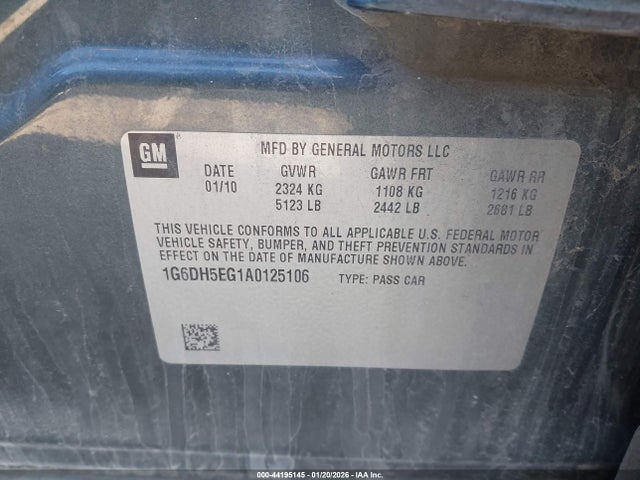 GM
MFD BY GENERAL MOTORS LLC
DATE GVWR GAWR FRT GAWR RR
01/10 2324 KG 1108 KG 1216 KG
5123 LB 2442 LB 2681 LB
THIS VEHICLE CONFORMS TO ALL APPLICABLE U.S. FEDERAL MOTOR
VEHICLE SAFETY, BUMPER, AND THEFT PREVENTION STANDARDS IN
EFFECT ON THE DATE OF MANUFACTURE SHOWN ABOVE.
1G6DH5EG1A0125106 TYPE: PASS CAR
000-44195145 - 01/20/2026 - IAA Inc.